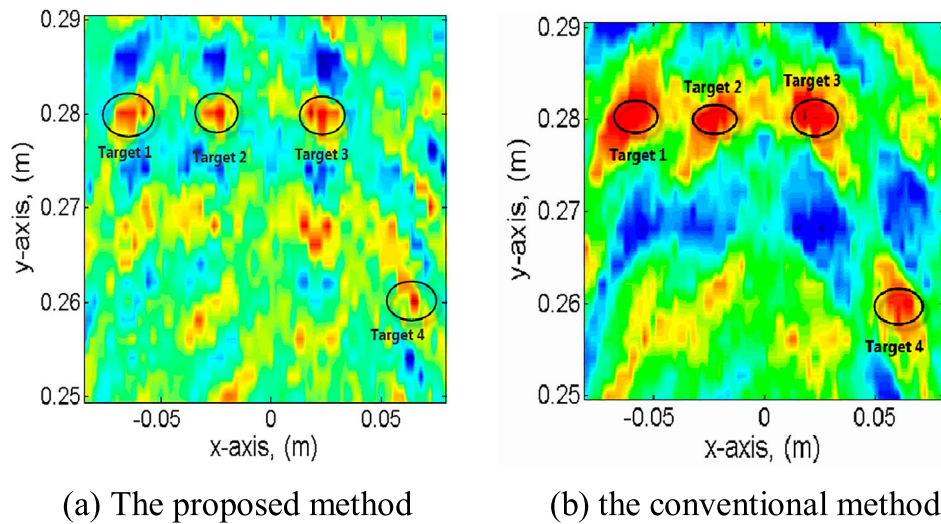 0.29
0.28
0.27
0.26
0.25
y-axis, (m)
Target 1
Target 2
Target 3
Target 4
-0.05
0
0.05
x-axis, (m)
(a) The proposed method
0.29
0.28
0.27
0.26
0.25
y-axis, (m)
Target 1
Target 2
Target 3
Target 4
-0.05
0
0.05
x-axis, (m)
(b) the conventional method